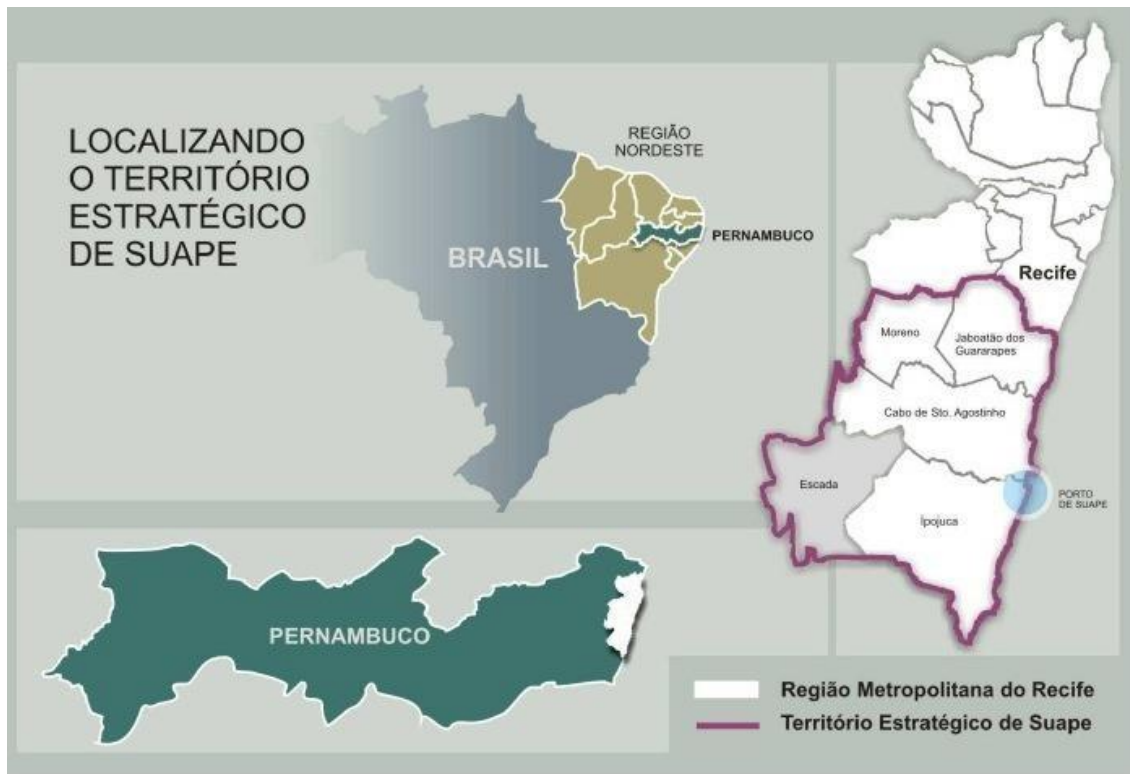 LOCALIZANDO
O TERRITÓRIO
ESTRATÉGICO
DE SUAPE
REGIÃO
NORDESTE
BRASIL
PERNAMBUCO
Recife
Moreno
Jaboatão dos
Guararapes
Cabo de Sto. Agostinho
Escada
Ipojuca
PORTO
DE SUAPE
PERNAMBUCO
Região Metropolitana do Recife
Território Estratégico de Suape